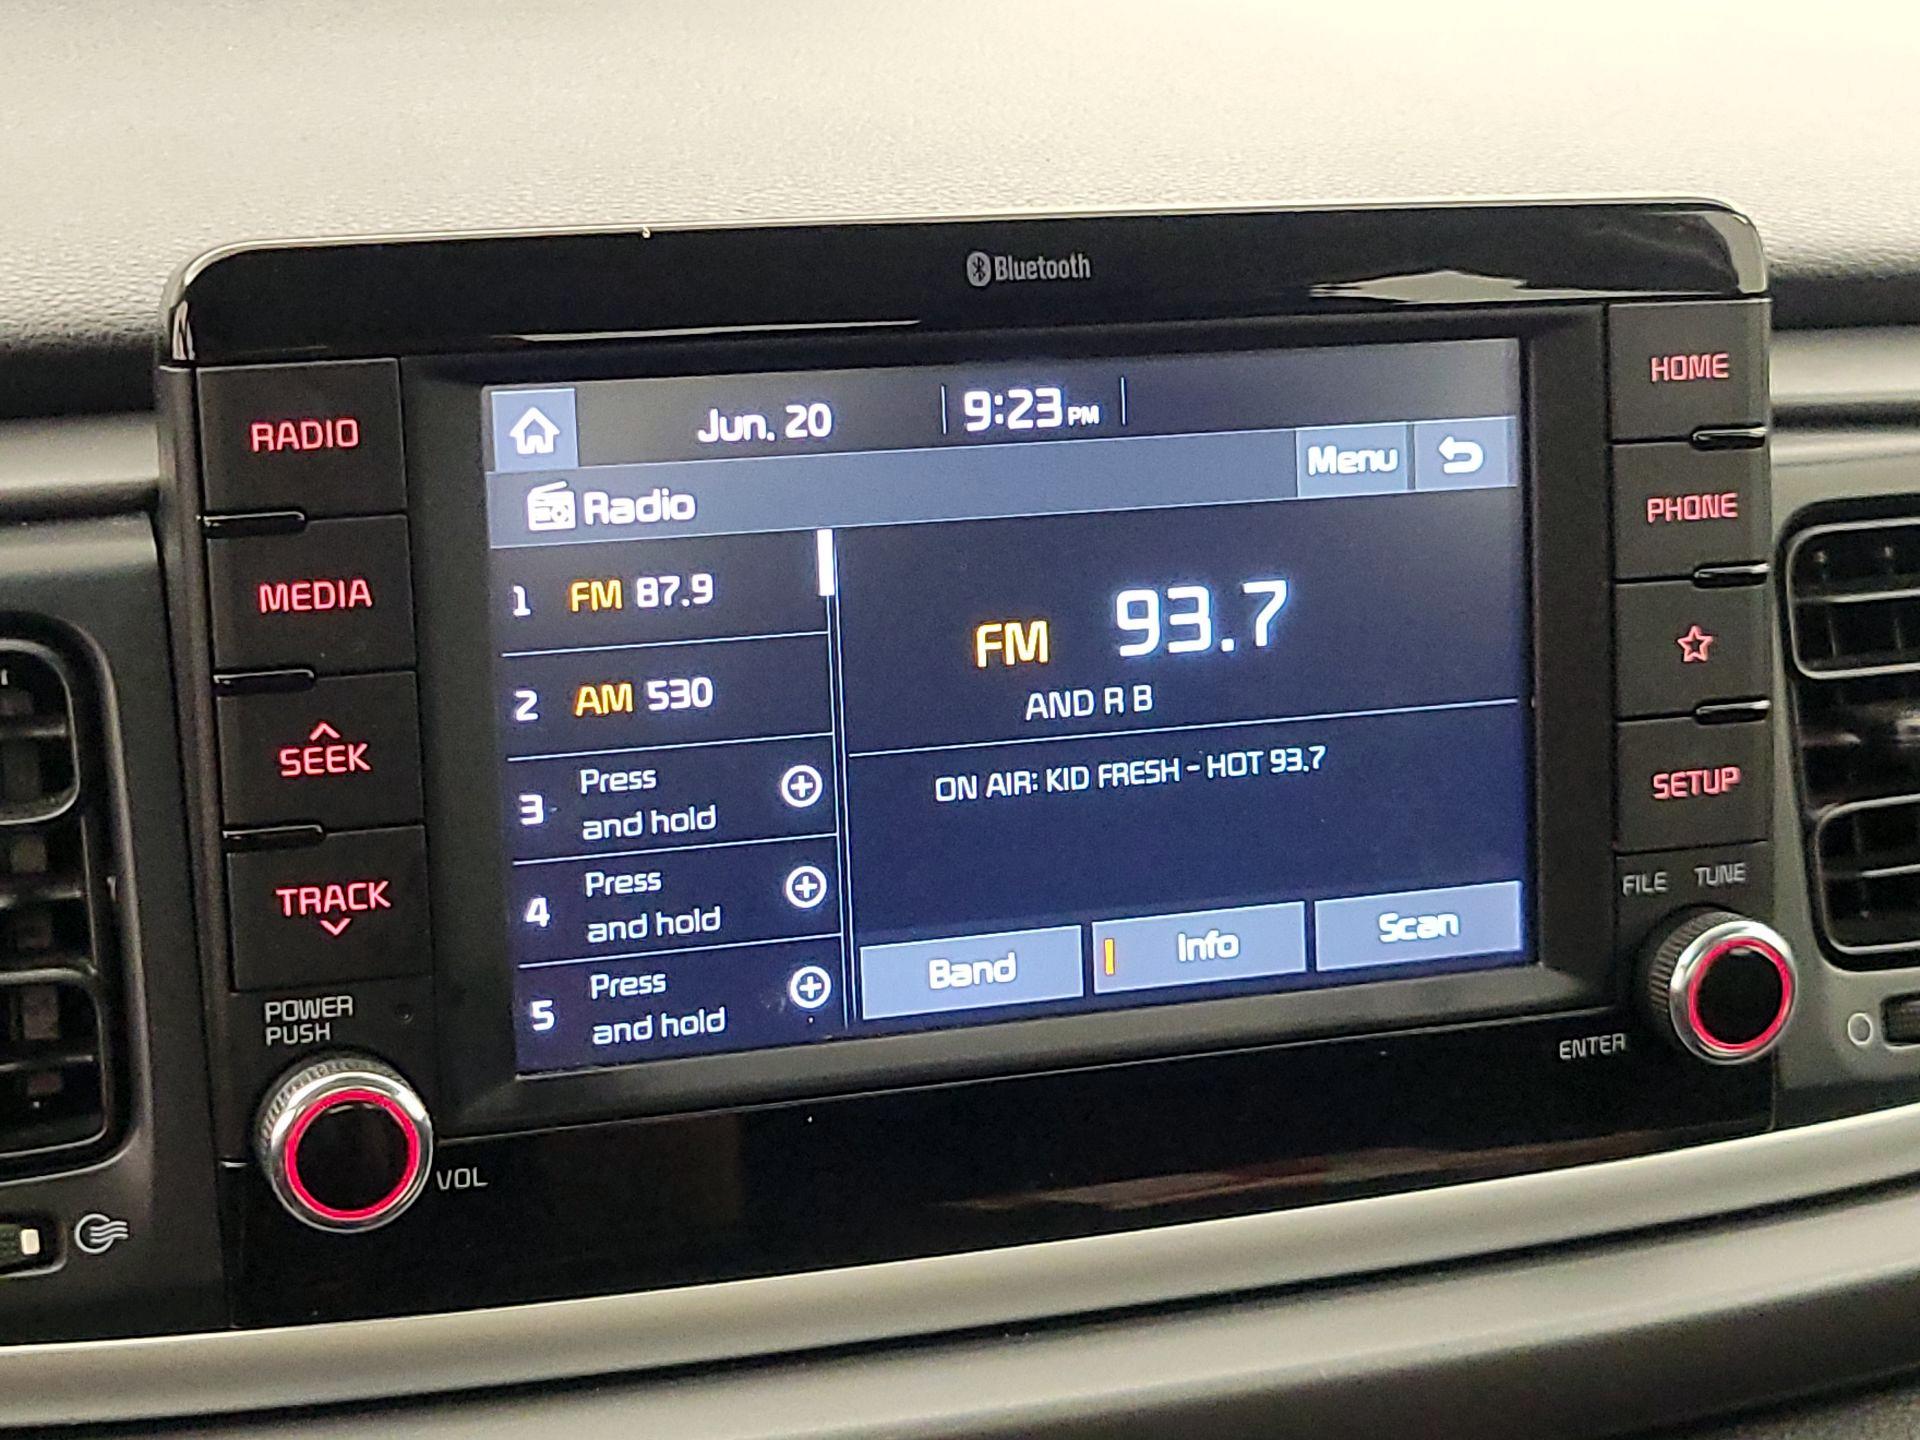 Bluetooth
RADIO
MEDIA
SEEK
TRACK
POWER
PUSH
VOL
Jun. 20
9:23 PM
Menu
Radio
1 FM 87.9
2 AM 530
3 Press
and hold
4 Press
and hold
5 Press
and hold
FM 93.7
AND R B
ON AIR: KID FRESH - HOT 93.7
Band
Info
Scan
HOME
PHONE
SETUP
FILE TUNE
ENTER